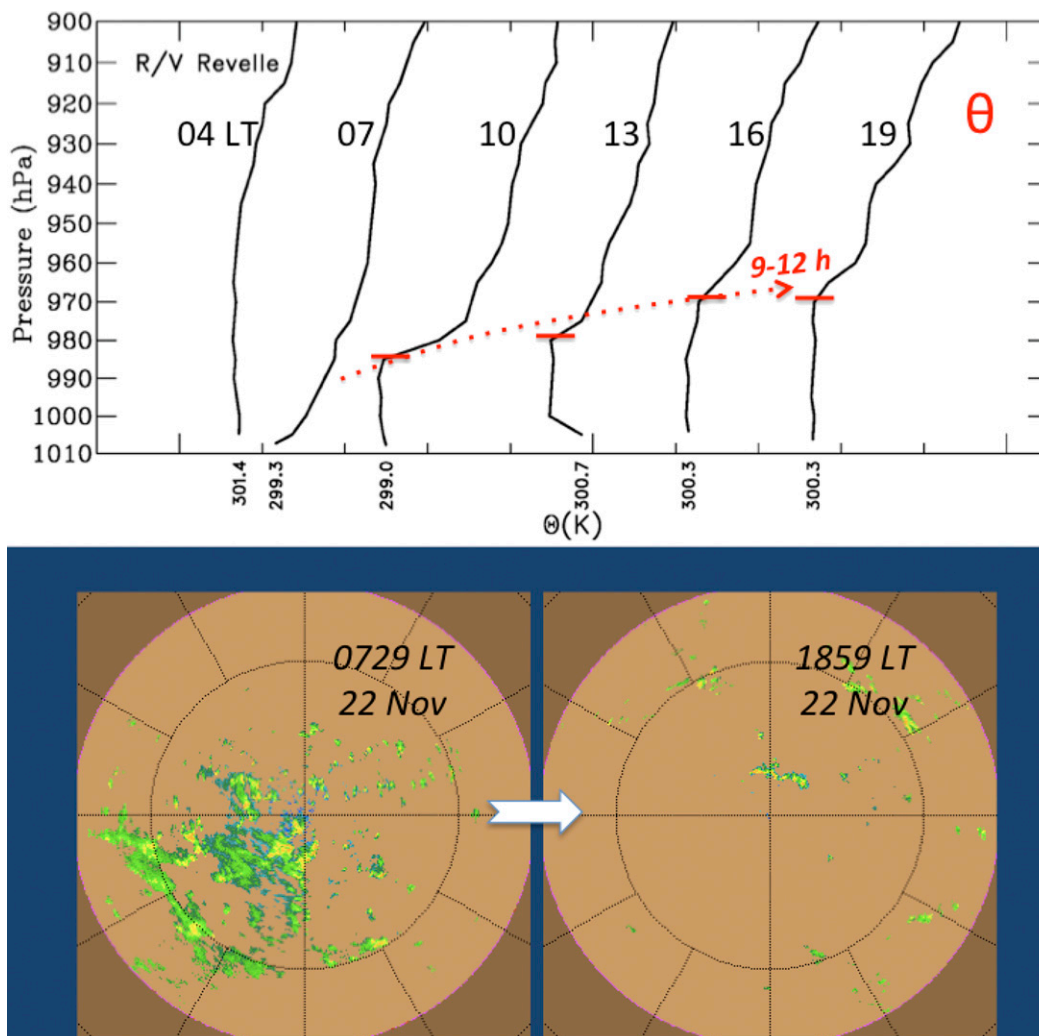 900
910
920
930
940
950
960
970
980
990
1000
1010
Pressure (hPa)
R/V Revelle
04 LT 07 10 13 16 19
θ
9-12 h
301.4 299.3 299.0 300.7 300.3 300.3
Θ(K)
0729 LT
22 Nov
1859 LT
22 Nov